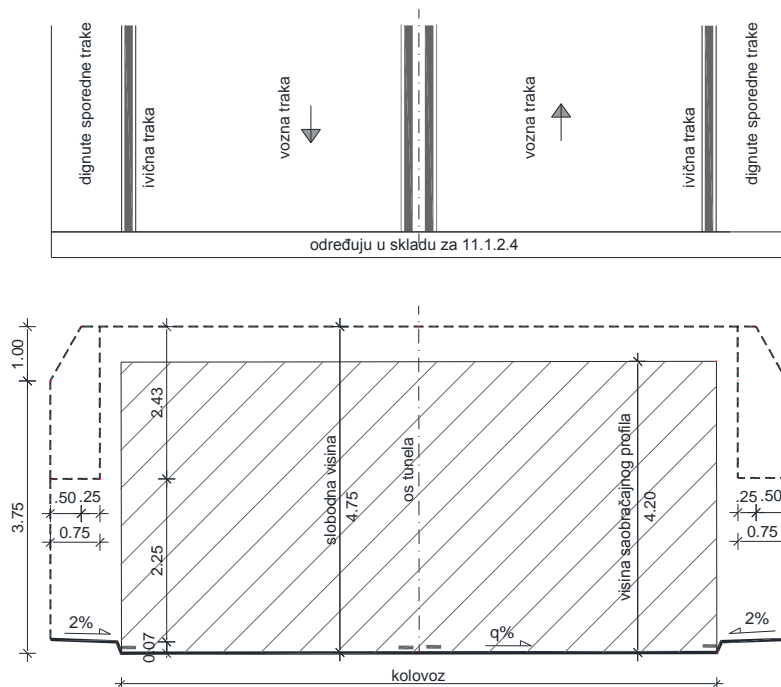 dignute sporedne trake
ivična traka
vozna traka
vozna traka
ivična traka
dignute sporedne trake
određuju u skladu za 11.1.2.4
1.00
3.75
2.43
2.25
0.07
.50 .25
0.75
slobodna visina
4.75
os tunela
visina saobračajnog profila
4.20
.25 .50
0.75
2%
q%
2%
kolovoz